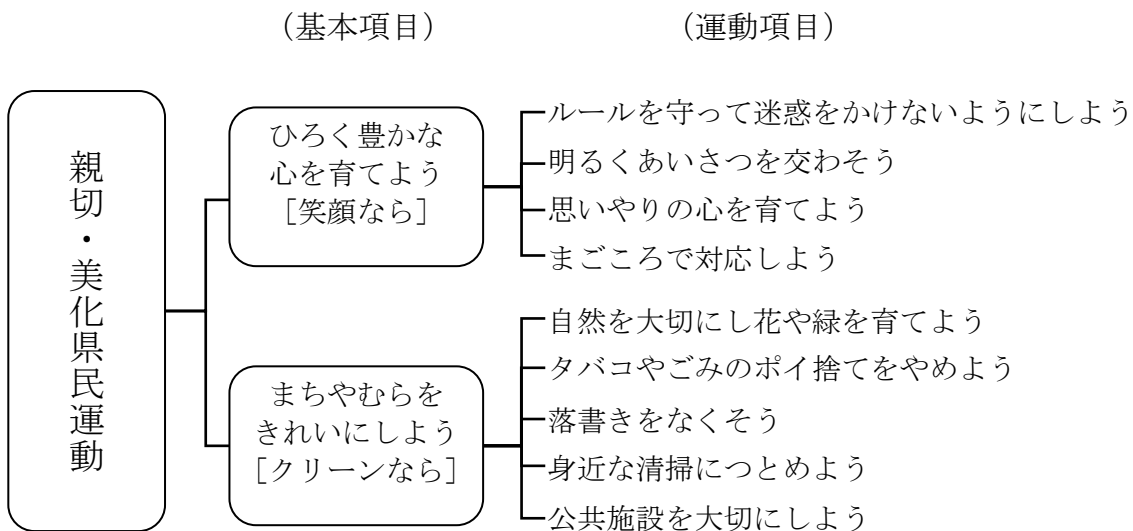 (基本項目)
(運動項目)
親切・美化県民運動
ひろく豊かな
心を育てよう
[笑顔なら]
ルールを守って迷惑をかけないようにしよう
明るくあいさつを交わそう
思いやりの心を育てよう
まごころで対応しよう
まちやむらを
きれいにしよう
[クリーンなら]
自然を大切にし花や緑を育てよう
タバコやごみのポイ捨てをやめよう
落書きをなくそう
身近な清掃につとめよう
公共施設を大切にしよう